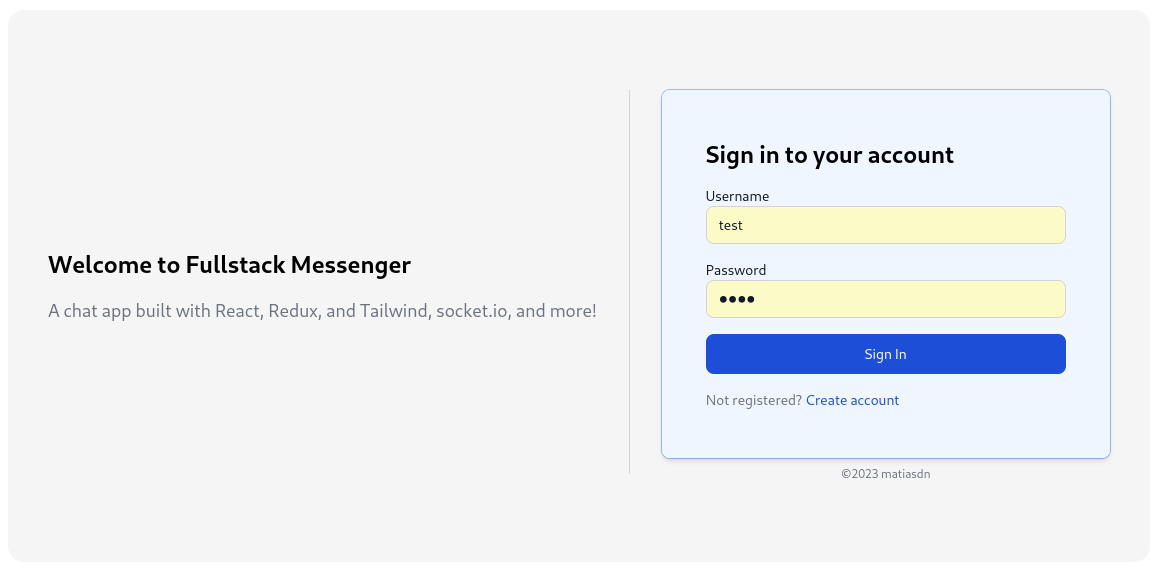 Welcome to Fullstack Messenger
A chat app built with React, Redux, and Tailwind, socket.io, and more!
Sign in to your account
Username
test
Password
●●●●
Sign In
Not registered? Create account
©2023 matiasdn